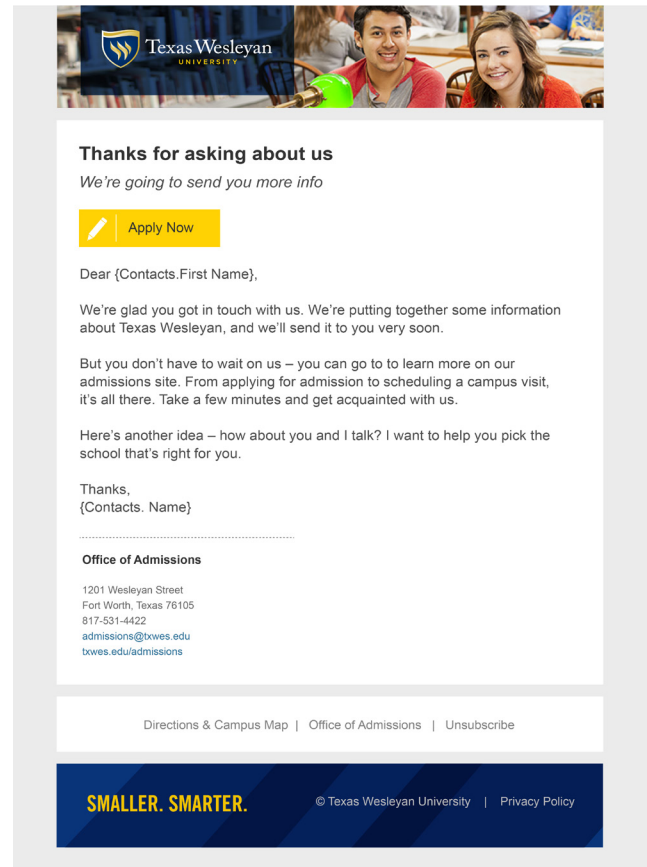 Texas Wesleyan
UNIVERSITY
Thanks for asking about us
We're going to send you more info
Apply Now
Dear {Contacts.First Name},
We're glad you got in touch with us. We're putting together some information
about Texas Wesleyan, and we'll send it to you very soon.
But you don't have to wait on us – you can go to to learn more on our
admissions site. From applying for admission to scheduling a campus visit,
it's all there. Take a few minutes and get acquainted with us.
Here's another idea – how about you and I talk? I want to help you pick the
school that's right for you.
Thanks,
{Contacts. Name}
Office of Admissions
1201 Wesleyan Street
Fort Worth, Texas 76105
817-531-4422
admissions@txwes.edu
txwes.edu/admissions
Directions & Campus Map | Office of Admissions | Unsubscribe
SMALLER. SMARTER. © Texas Wesleyan University | Privacy Policy